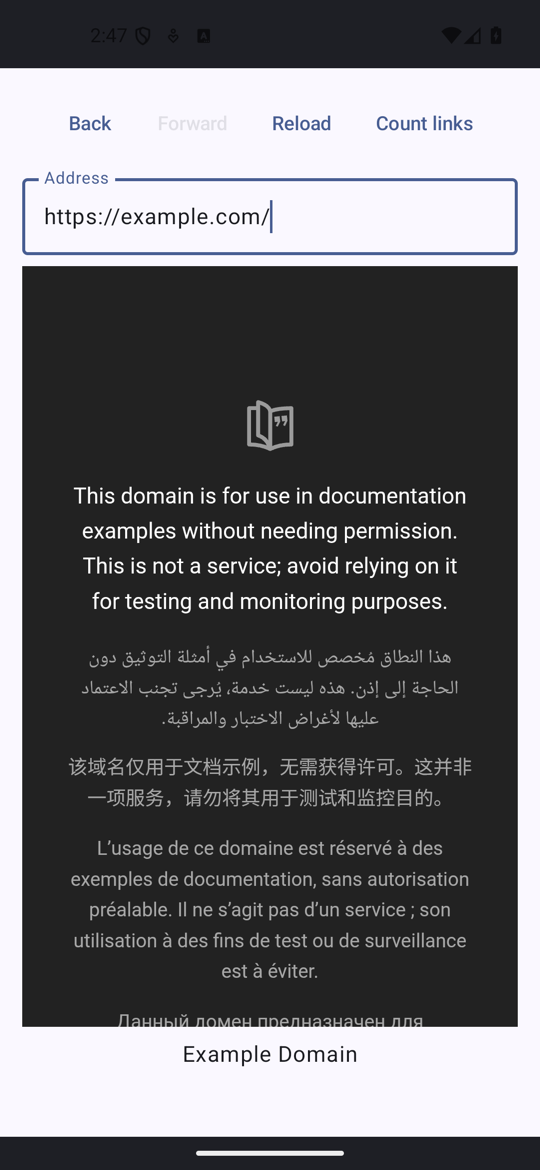 2:47
Back Forward Reload Count links
Address
https://example.com/
This domain is for use in documentation
examples without needing permission.
This is not a service; avoid relying on it
for testing and monitoring purposes.
هذا النطاق مُخصص للاستخدام في أمثلة التوثيق دون
الحاجة إلى إذن. هذه ليست خدمة، يُرجى تجنب الاعتماد
عليها لأغراض الاختبار والمراقبة.
该域名仅用于文档示例，无需获得许可。这并非
一项服务，请勿将其用于测试和监控目的。
L’usage de ce domaine est réservé à des
exemples de documentation, sans autorisation
préalable. Il ne s’agit pas d’un service ; son
utilisation à des fins de test ou de surveillance
est à éviter.
Данный домен предназначен для
Example Domain